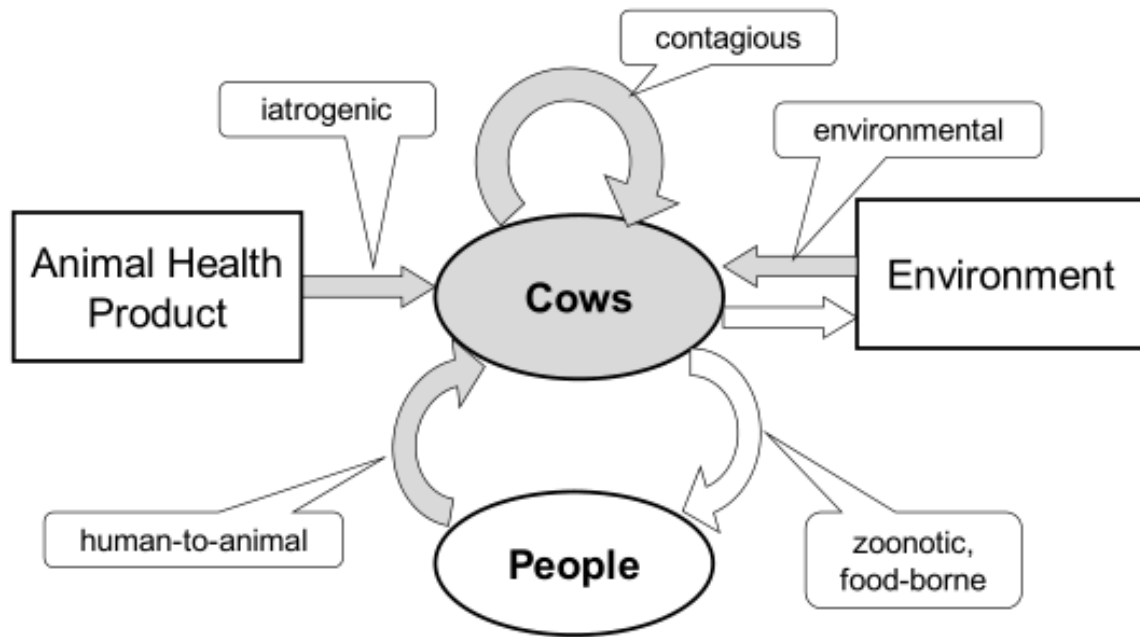 contagious
iatrogenic
environmental
Animal Health
Product
Cows
Environment
human-to-animal
People
zoonotic,
food-borne